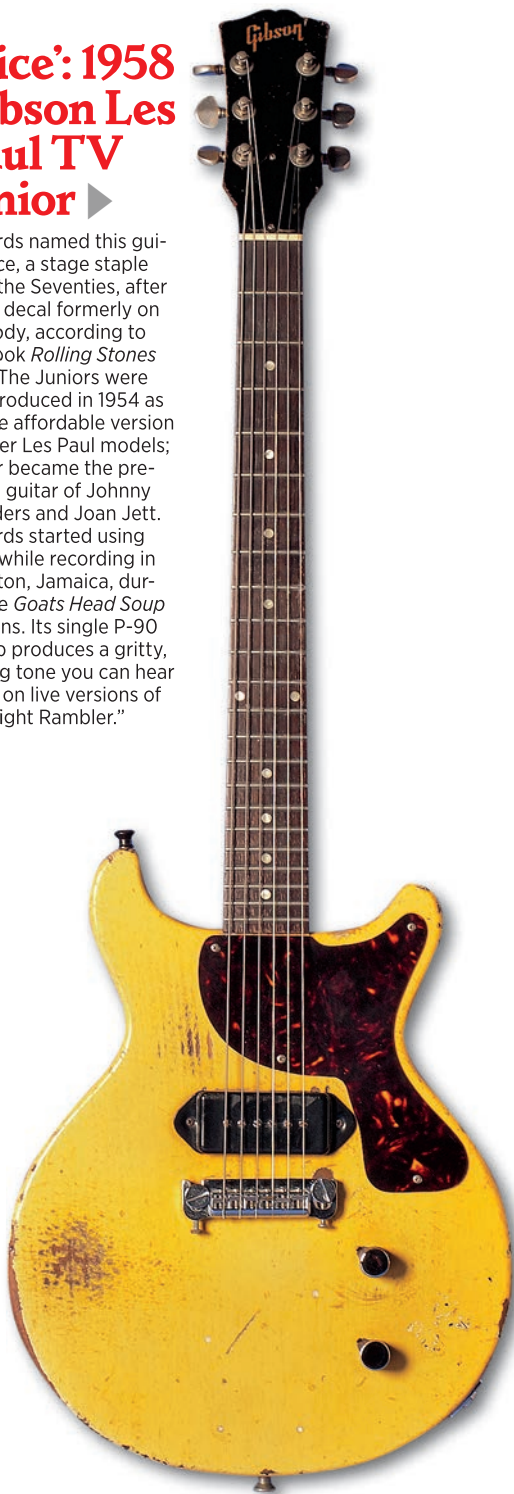 Gibson
ice’: 1958
bson Les
ul TV
nior
rds named this gui-
ce, a stage staple
the Seventies, after
decal formerly on
ody, according to
ook Rolling Stones
The Juniors were
roduced in 1954 as
e affordable version
er Les Paul models;
r became the pre-
guitar of Johnny
ders and Joan Jett.
rds started using
while recording in
ton, Jamaica, dur-
e Goats Head Soup
ns. Its single P-90
p produces a gritty,
g tone you can hear
on live versions of
ight Rambler.”